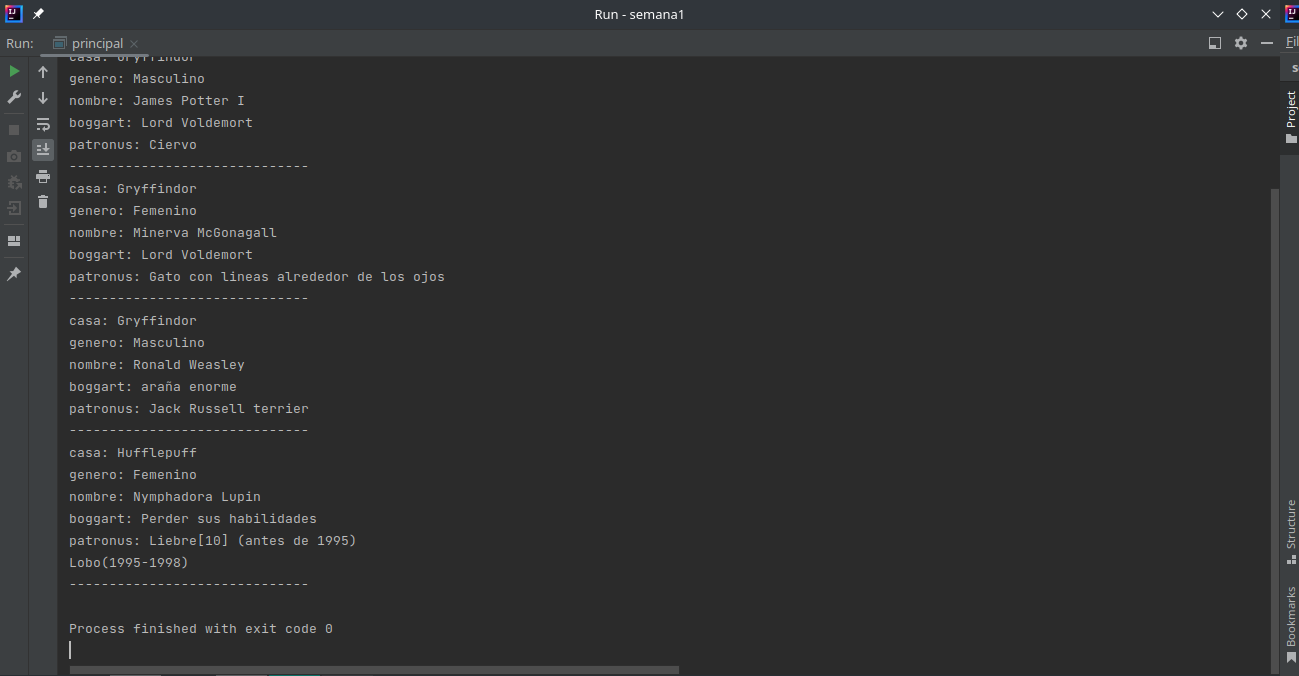 Run - semana1
Run:
principal
casa: Gryffindor
genero: Masculino
nombre: James Potter I
boggart: Lord Voldemort
patronus: Ciervo
------------------------------
casa: Gryffindor
genero: Femenino
nombre: Minerva McGonagall
boggart: Lord Voldemort
patronus: Gato con lineas alrededor de los ojos
------------------------------
casa: Gryffindor
genero: Masculino
nombre: Ronald Weasley
boggart: araña enorme
patronus: Jack Russell terrier
------------------------------
casa: Hufflepuff
genero: Femenino
nombre: Nymphadora Lupin
boggart: Perder sus habilidades
patronus: Liebre[10] (antes de 1995)
Lobo(1995-1998)
------------------------------
Process finished with exit code 0
Project
Structure
Bookmarks